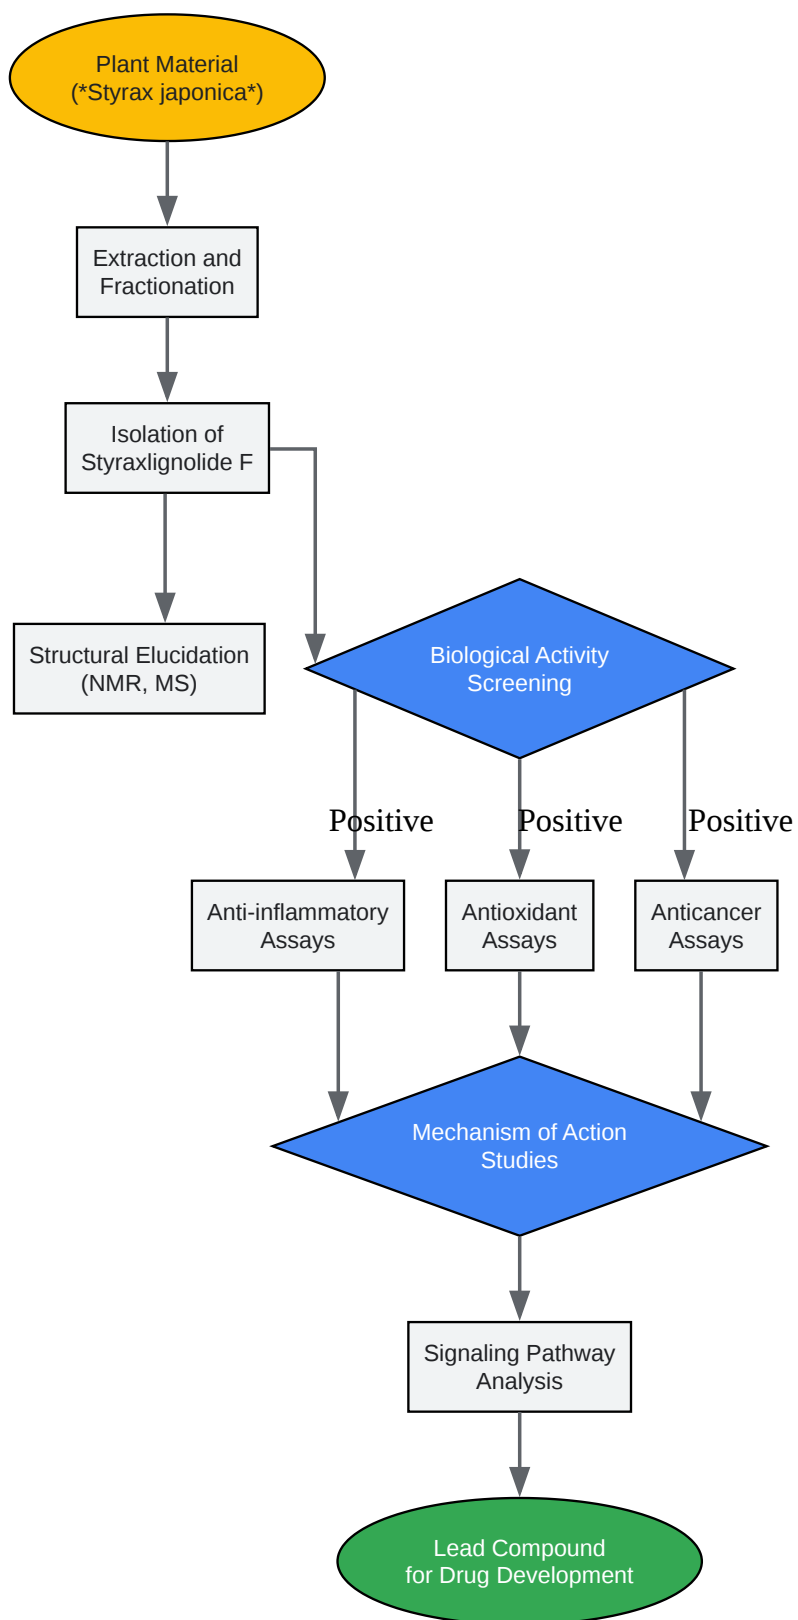 Plant Material
(*Styrax japonica*)
Extraction and
Fractionation
Isolation of
Styraxlignolide F
Structural Elucidation
(NMR, MS)
Biological Activity
Screening
Positive
Positive
Positive
Anti-inflammatory
Assays
Antioxidant
Assays
Anticancer
Assays
Mechanism of Action
Studies
Signaling Pathway
Analysis
Lead Compound
for Drug Development